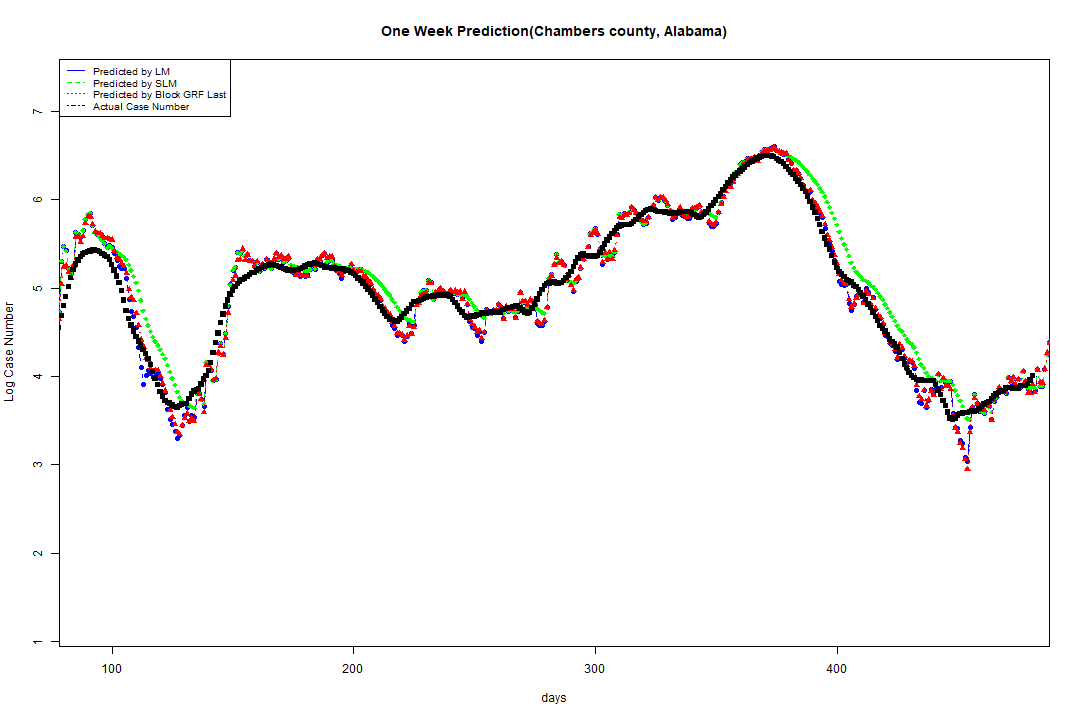 One Week Prediction(Chambers county, Alabama)
Predicted by LM
Predicted by SLM
Predicted by Block GRF Last
Actual Case Number
7
6
5
4
3
2
1
Log Case Number
100 200 300 400
days